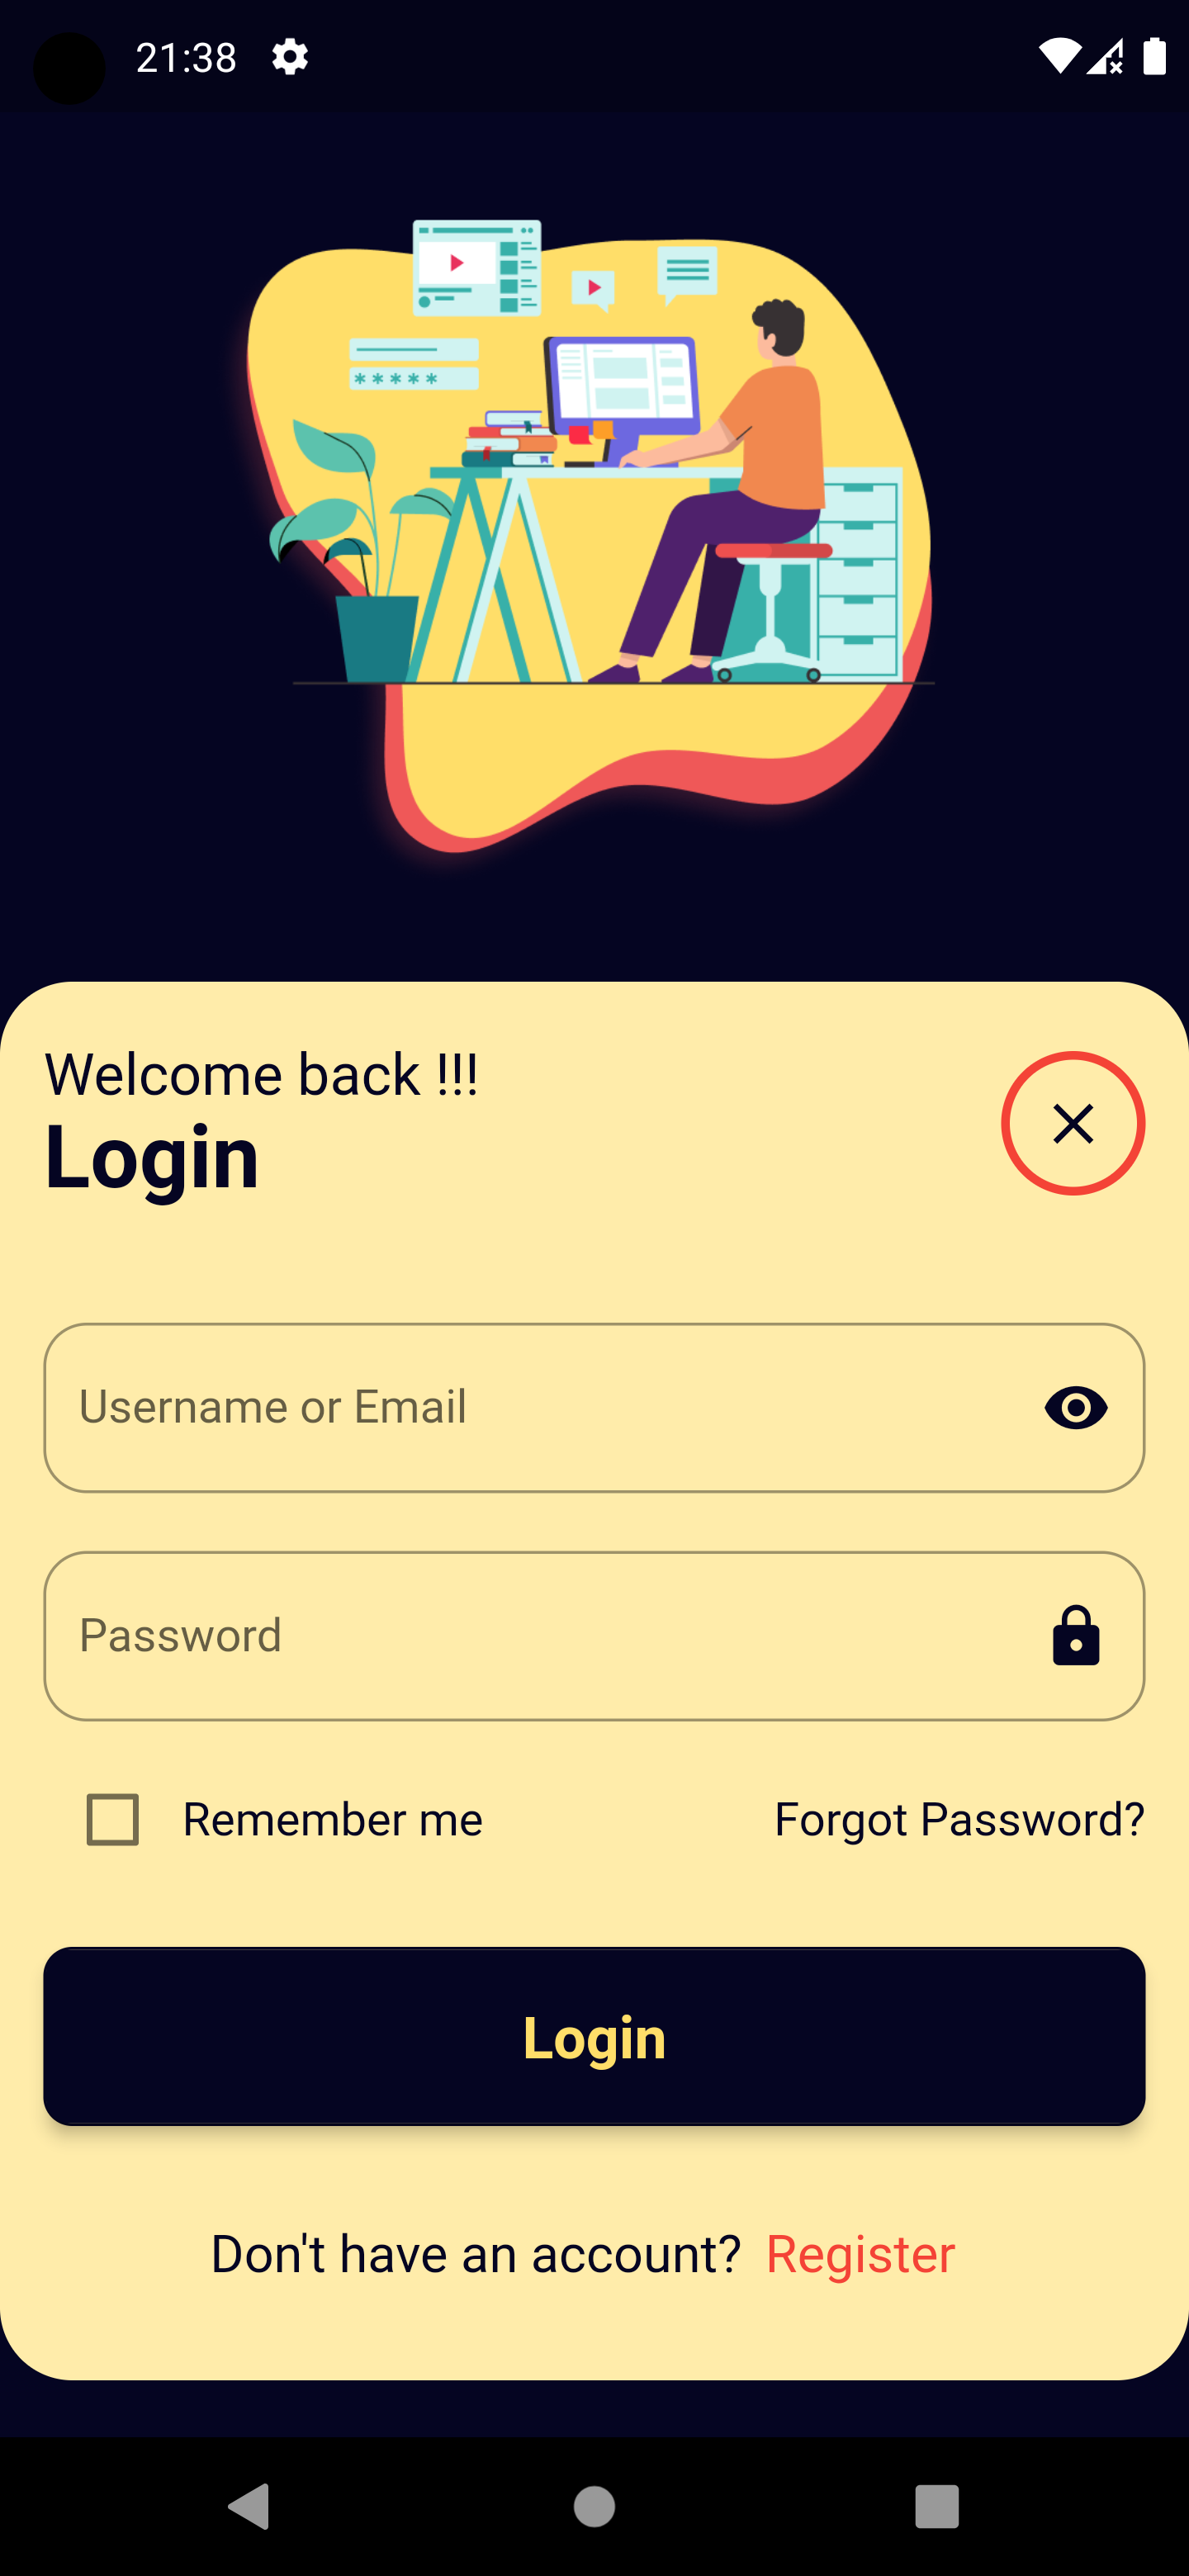 21:38
*****
Welcome back !!!
Login
Username or Email
Password
Remember me
Forgot Password?
Login
Don't have an account? Register